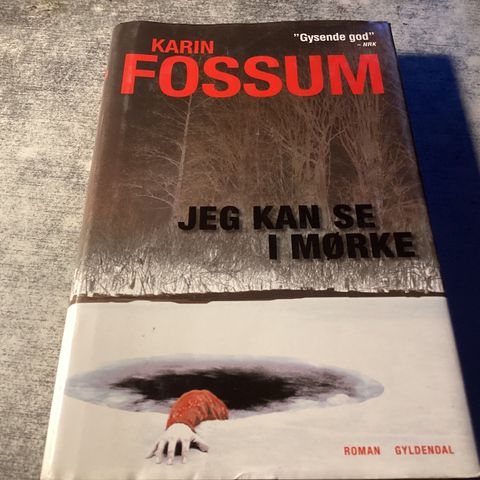 "Gysende god"
– NRK
KARIN
FOSSUM
JEG KAN SE
I MØRKE
ROMAN GYLDENDAL